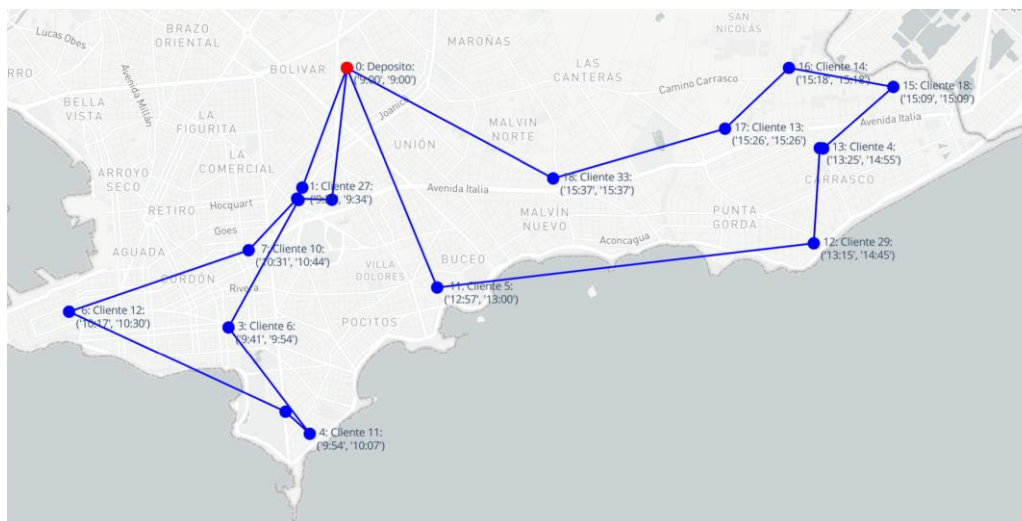 SAN
NICOLÁS
Lucas Obes
BRAZO
ORIENTAL
MAROÑAS
0: Deposito:
('9:00', '9:00')
BOLIVAR
LAS
CANTERAS
16: Cliente 14:
('15:18', '15:18')
Camino Carrasco
15: Cliente 18:
('15:09', '15:09')
Avenida Millán
BELLA
VISTA
LA
FIGURITA
Joanicó
MALVIN
NORTE
17: Cliente 13:
('15:26', '15:26')
Avenida Italia
UNIÓN
13: Cliente 4:
('13:25', '14:55')
LA
COMERCIAL
ARROYO
SECO
CARRASCO
1: Cliente 27:
'9:34')
Avenida Italia
18: Cliente 33:
('15:37', '15:37')
Hocquart
RETIRO
MALVÍN
NUEVO
PUNTA
GORDA
Goes
Aconcagua
12: Cliente 29:
('13:15', '14:45')
AGUADA
7: Cliente 10:
('10:31', '10:44')
BUCEO
VILLA
DOLORES
CORDÓN
Rivera
11: Cliente 5:
('12:57', '13:00')
6: Cliente 12:
('10:17', '10:30')
POCITOS
3: Cliente 6:
('9:41', '9:54')
4: Cliente 11:
('9:54', '10:07')